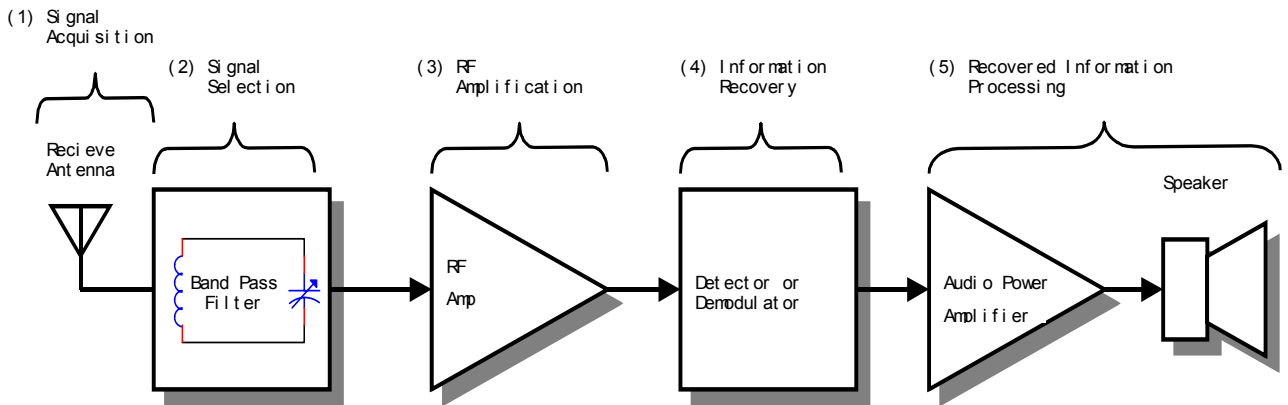 (1) Signal
Acquisition
(2) Signal
Selection
(3) RF
Amplification
(4) Information
Recovery
(5) Recovered Information
Processing
Recieve
Antenna
Band Pass
Filter
RF
Amp
Detector or
Demodulator
Audio Power
Amplifier
Speaker